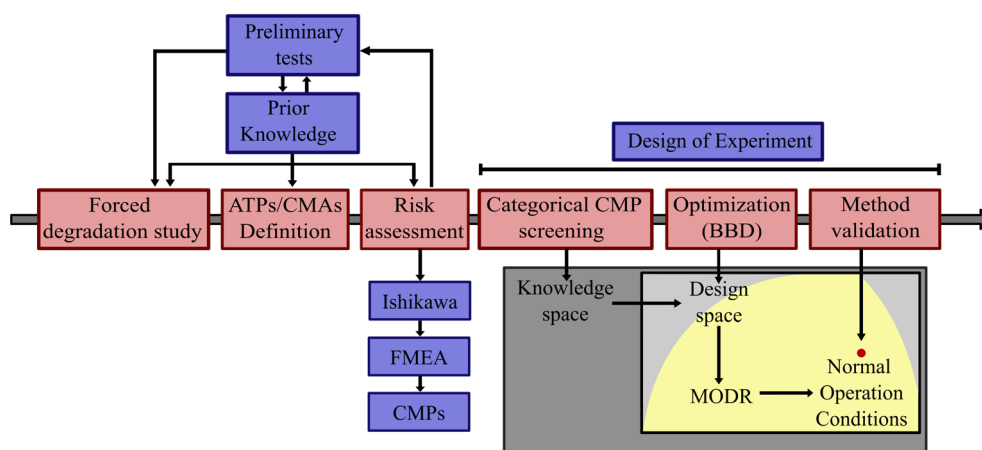 Preliminary
tests
Prior
Knowledge
Design of Experiment
Forced
degradation study
ATPs/CMAs
Definition
Risk
assessment
Categorical CMP
screening
Optimization
(BBD)
Method
validation
Ishikawa
FMEA
CMPs
Knowledge
space
Design
space
MODR
Normal
Operation
Conditions